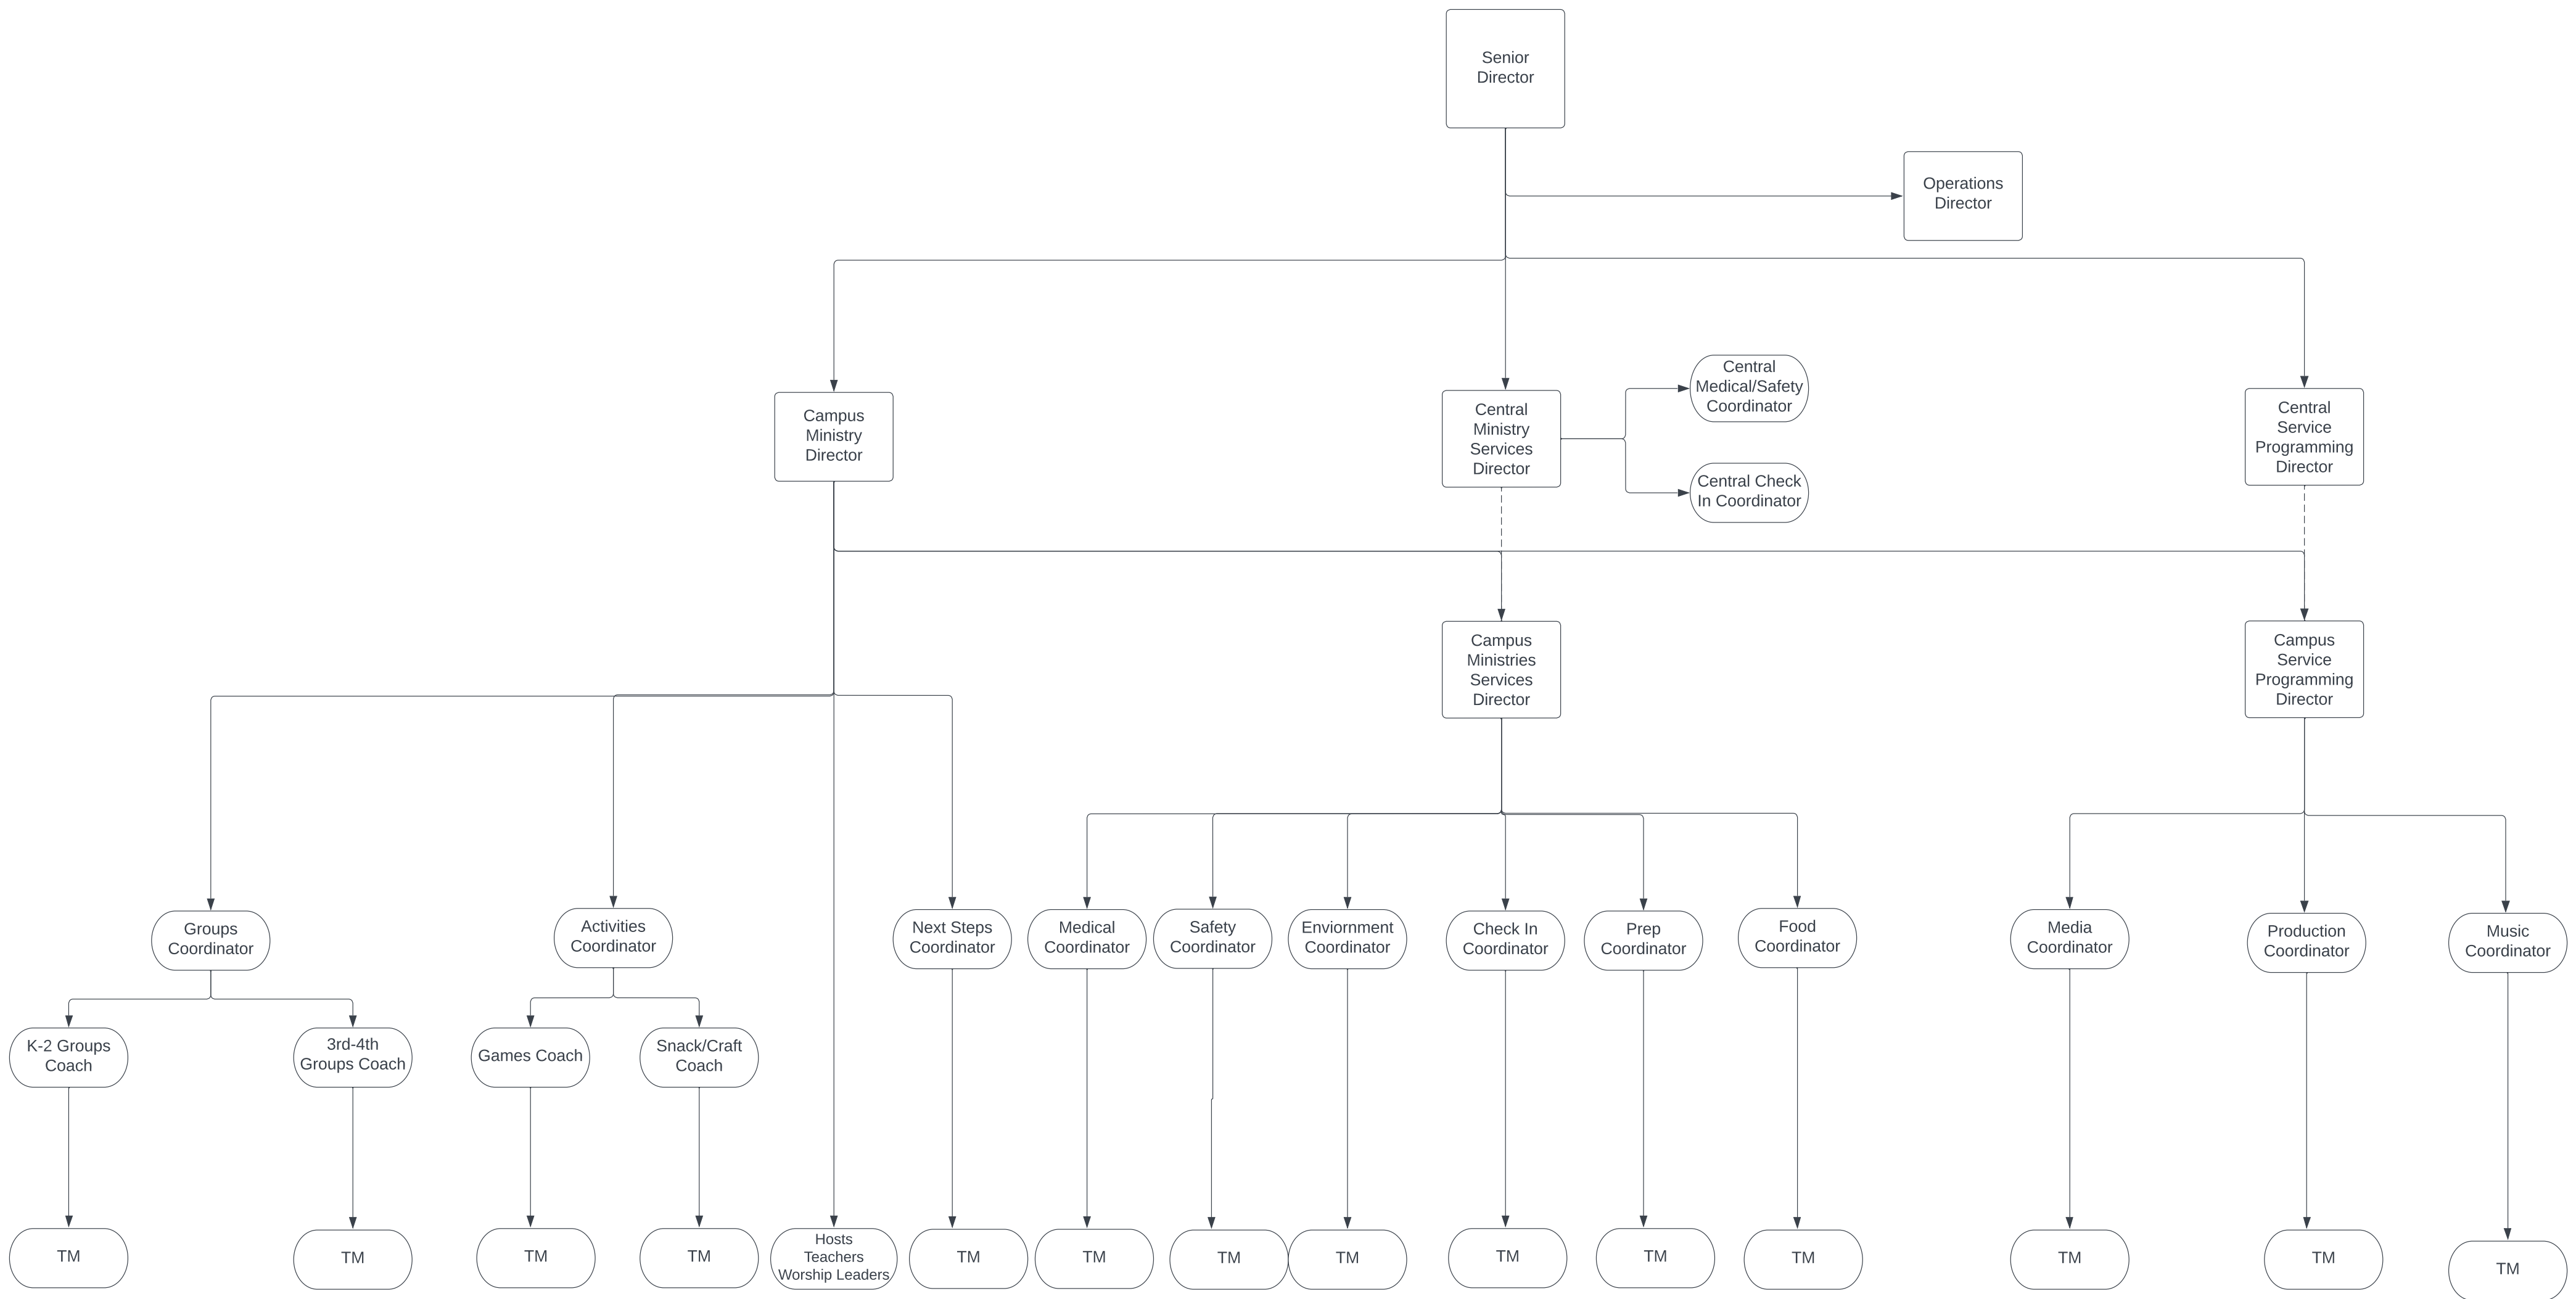 Senior
Director
Operations
Director
Central
Medical/Safety
Coordinator
Campus
Ministry
Director
Central
Ministry
Services
Director
Central
Service
Programming
Director
Central Check
In Coordinator
Campus
Ministries
Services
Director
Campus
Service
Programming
Director
Groups
Coordinator
Activities
Coordinator
Next Steps
Coordinator
Medical
Coordinator
Safety
Coordinator
Enviornment
Coordinator
Check In
Coordinator
Prep
Coordinator
Food
Coordinator
Media
Coordinator
Production
Coordinator
Music
Coordinator
K-2 Groups
Coach
3rd-4th
Groups Coach
Games Coach
Snack/Craft
Coach
TM
TM
TM
TM
Hosts
Teachers
Worship Leaders
TM
TM
TM
TM
TM
TM
TM
TM
TM
TM